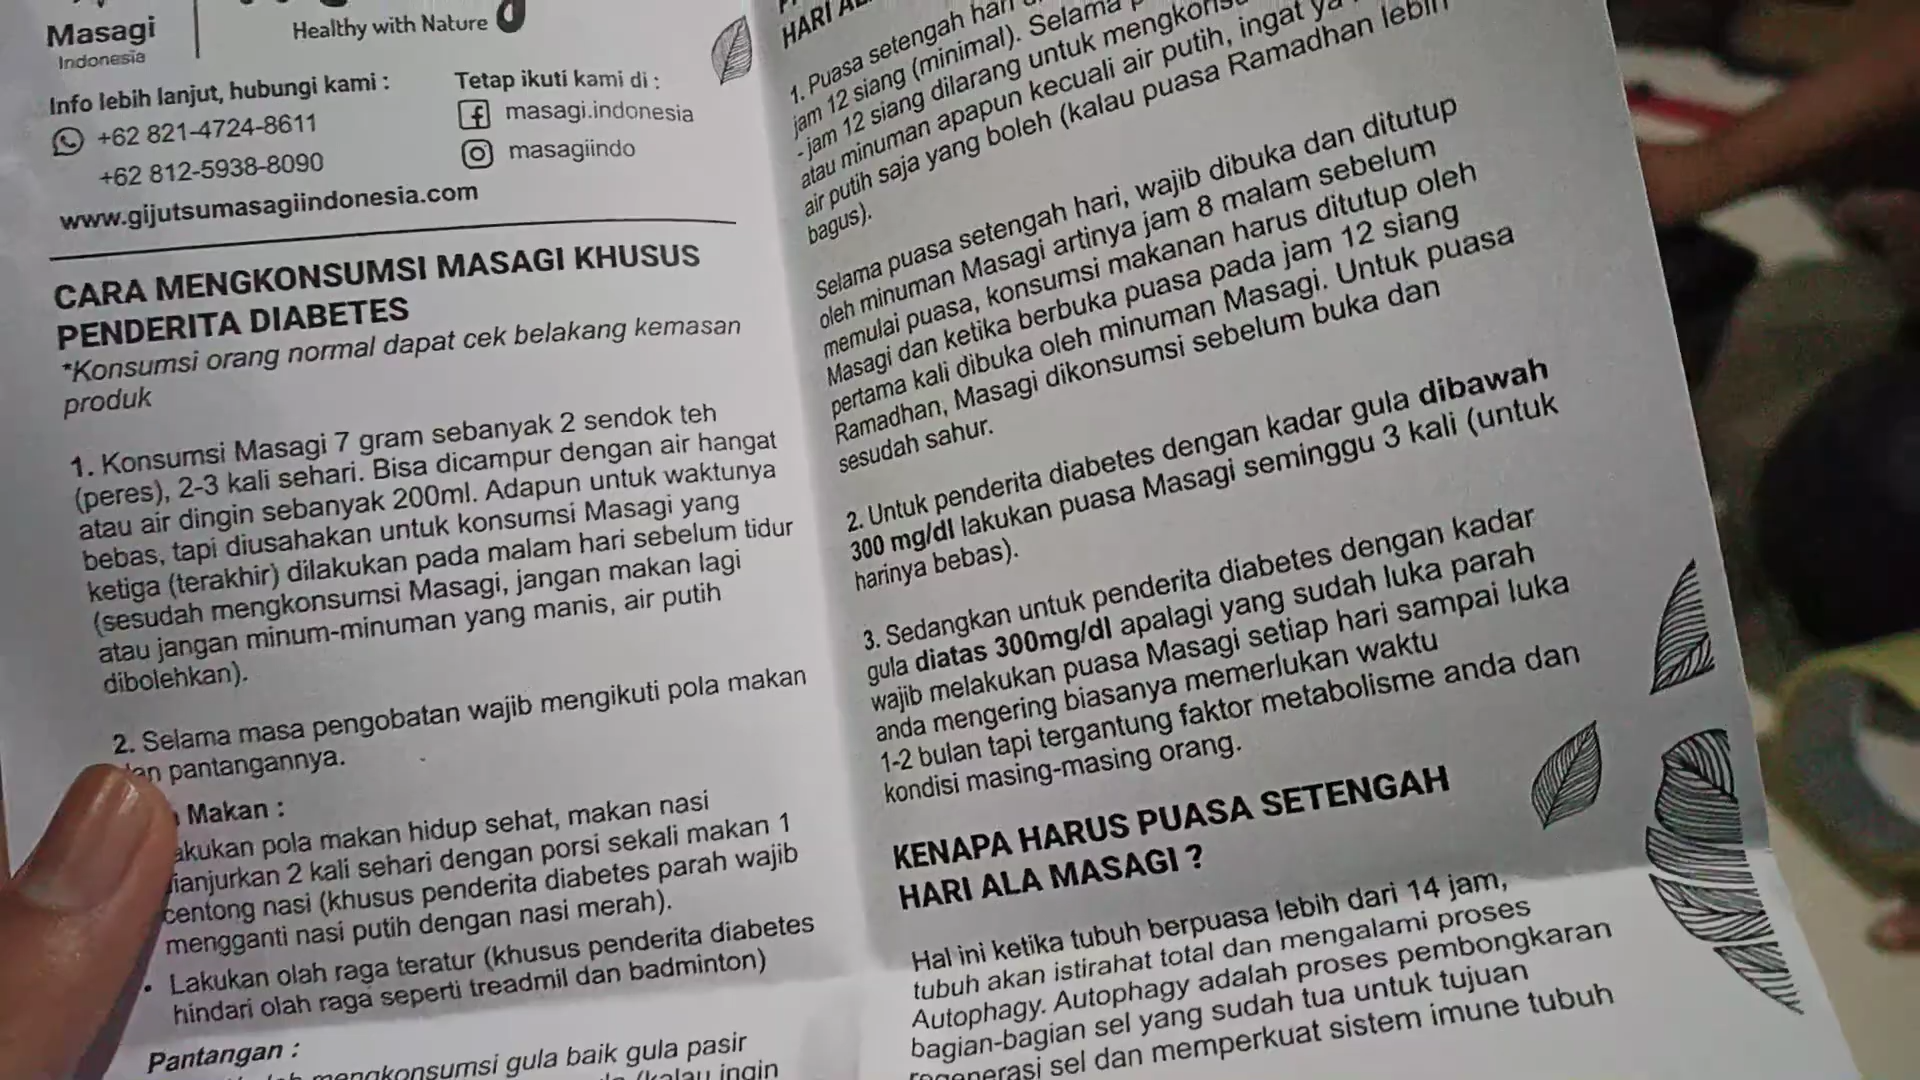 Masagi
Indonesia
Healthy with Nature
Info lebih lanjut, hubungi kami :
+62 821-4724-8611
+62 812-5938-8090
www.gijutsumasagiindonesia.com
Tetap ikuti kami di :
masagi.indonesia
masagiindo
CARA MENGKONSUMSI MASAGI KHUSUS
PENDERITA DIABETES
*Konsumsi orang normal dapat cek belakang kemasan
produk
1. Konsumsi Masagi 7 gram sebanyak 2 sendok teh
(peres), 2-3 kali sehari. Bisa dicampur dengan air hangat
atau air dingin sebanyak 200ml. Adapun untuk waktunya
bebas, tapi diusahakan untuk konsumsi Masagi yang
ketiga (terakhir) dilakukan pada malam hari sebelum tidur
(sesudah mengkonsumsi Masagi, jangan makan lagi
atau jangan minum-minuman yang manis, air putih
dibolehkan).
2. Selama masa pengobatan wajib mengikuti pola makan
pantangannya.
Makan :
pola makan hidup sehat, makan nasi
2 kali sehari dengan porsi sekali makan 1
centong nasi (khusus penderita diabetes parah wajib
mengganti nasi putih dengan nasi merah).
• Lakukan olah raga teratur (khusus penderita diabetes
hindari olah raga seperti treadmil dan badminton)
Pantangan :
mengkonsumsi gula baik gula pasir
(kalau ingin
HARI
1. Puasa setengah hari
jam 12 siang (minimal). Selama
- jam 12 siang dilarang untuk
atau minuman apapun kecuali air putih, ingat ya
air putih saja yang boleh (kalau puasa Ramadhan lebih
bagus).
Selama puasa setengah hari, wajib dibuka dan ditutup
oleh minuman Masagi artinya jam 8 malam sebelum
memulai puasa, konsumsi makanan harus ditutup oleh
Masagi dan ketika berbuka puasa pada jam 12 siang
pertama kali dibuka oleh minuman Masagi. Untuk puasa
Ramadhan, Masagi dikonsumsi sebelum buka dan
sesudah sahur.
2. Untuk penderita diabetes dengan kadar gula dibawah
300 mg/dl lakukan puasa Masagi seminggu 3 kali (untuk
harinya bebas).
3. Sedangkan untuk penderita diabetes dengan kadar
gula diatas 300mg/dl apalagi yang sudah luka parah
wajib melakukan puasa Masagi setiap hari sampai luka
anda mengering biasanya memerlukan waktu
1-2 bulan tapi tergantung faktor metabolisme anda dan
kondisi masing-masing orang.
KENAPA HARUS PUASA SETENGAH
HARI ALA MASAGI ?
Hal ini ketika tubuh berpuasa lebih dari 14 jam,
tubuh akan istirahat total dan mengalami proses
Autophagy. Autophagy adalah proses pembongkaran
bagian-bagian sel yang sudah tua untuk tujuan
regenerasi sel dan memperkuat sistem imune tubuh